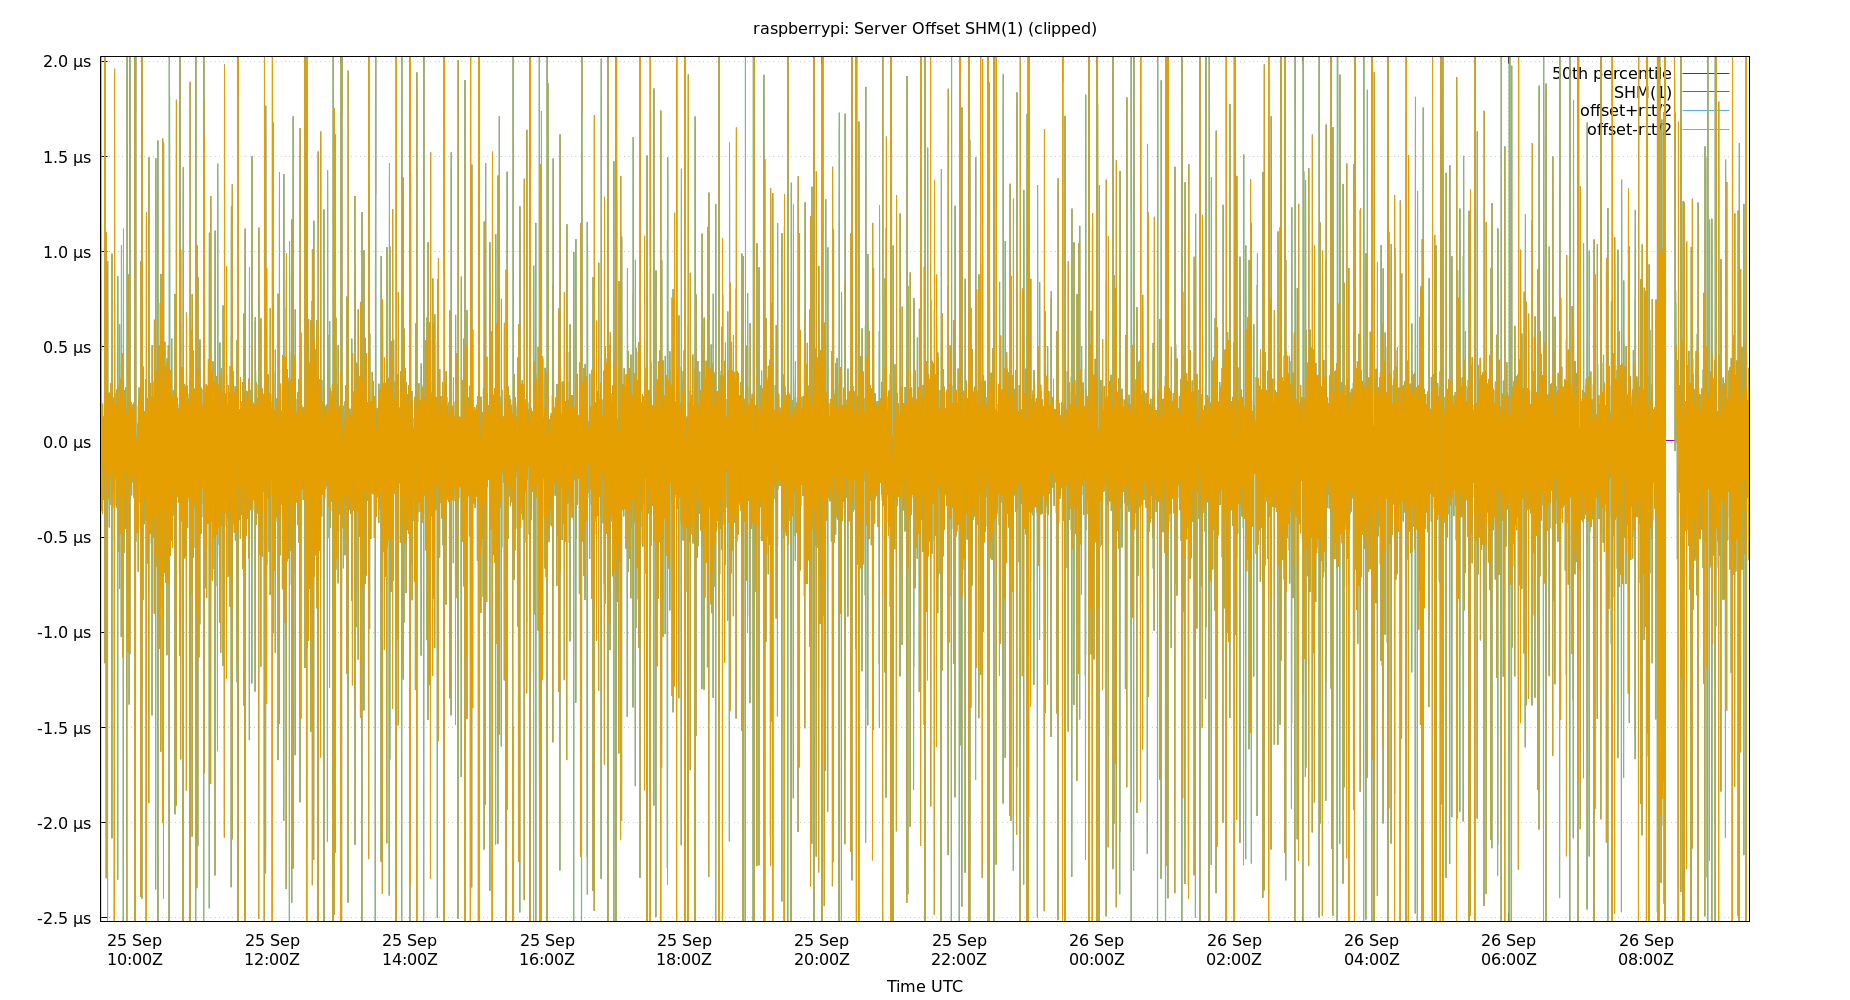 raspberrypi: Server Offset SHM(1) (clipped)
2.0 µs
1.5 µs
1.0 µs
0.5 µs
0.0 µs
-0.5 µs
-1.0 µs
-1.5 µs
-2.0 µs
-2.5 µs
50th percentile
SHM(1)
offset+rtt/2
offset-rtt/2
25 Sep 25 Sep 25 Sep 25 Sep 25 Sep 25 Sep 25 Sep 26 Sep 26 Sep 26 Sep 26 Sep 26 Sep
10:00Z 12:00Z 14:00Z 16:00Z 18:00Z 20:00Z 22:00Z 00:00Z 02:00Z 04:00Z 06:00Z 08:00Z
Time UTC